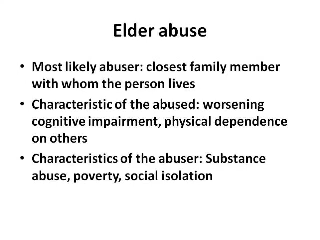 Elder abuse
• Most likely abuser: closest family member
with whom the person lives
• Characteristic of the abused: worsening
cognitive impairment, physical dependence
on others
• Characteristics of the abuser: Substance
abuse, poverty, social isolation